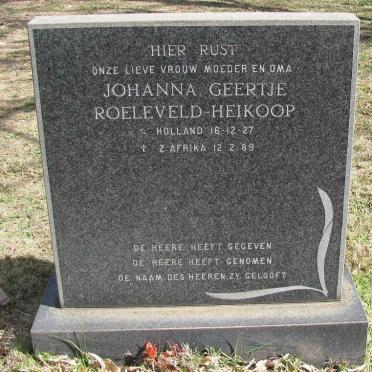 HIER RUST
ONZE LIEVE VROUW MOEDER EN OMA
JOHANNA GEERTJE
ROELEVELD-HEIKOOP
☆ HOLLAND 16·12·27
✝ Z AFRIKA 12·2·89
DE HEERE HEEFT GEGEVEN
DE HEERE HEEFT GENOMEN
DE NAAM DES HEEREN ZY GELOOFT